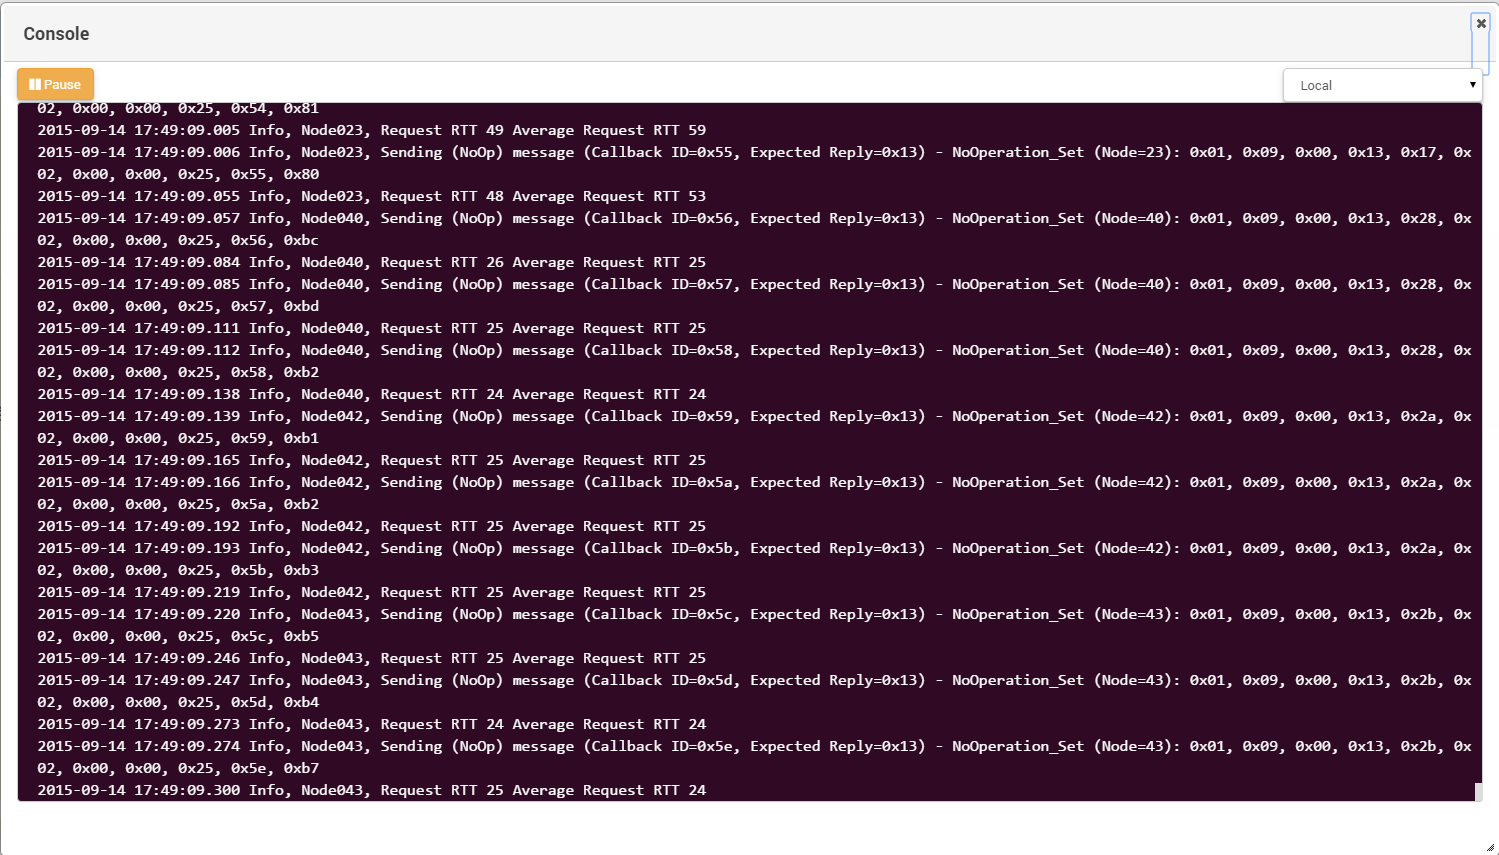 Console
Pause
Local
02, 0x00, 0x00, 0x25, 0x54, 0x81
2015-09-14 17:49:09.005 Info, Node023, Request RTT 49 Average Request RTT 59
2015-09-14 17:49:09.006 Info, Node023, Sending (NoOp) message (Callback ID=0x55, Expected Reply=0x13) - NoOperation_Set (Node=23): 0x01, 0x09, 0x00, 0x13, 0x17, 0x
02, 0x00, 0x00, 0x25, 0x55, 0x80
2015-09-14 17:49:09.055 Info, Node023, Request RTT 48 Average Request RTT 53
2015-09-14 17:49:09.057 Info, Node040, Sending (NoOp) message (Callback ID=0x56, Expected Reply=0x13) - NoOperation_Set (Node=40): 0x01, 0x09, 0x00, 0x13, 0x28, 0x
02, 0x00, 0x00, 0x25, 0x56, 0xbc
2015-09-14 17:49:09.084 Info, Node040, Request RTT 26 Average Request RTT 25
2015-09-14 17:49:09.085 Info, Node040, Sending (NoOp) message (Callback ID=0x57, Expected Reply=0x13) - NoOperation_Set (Node=40): 0x01, 0x09, 0x00, 0x13, 0x28, 0x
02, 0x00, 0x00, 0x25, 0x57, 0xbd
2015-09-14 17:49:09.111 Info, Node040, Request RTT 25 Average Request RTT 25
2015-09-14 17:49:09.112 Info, Node040, Sending (NoOp) message (Callback ID=0x58, Expected Reply=0x13) - NoOperation_Set (Node=40): 0x01, 0x09, 0x00, 0x13, 0x28, 0x
02, 0x00, 0x00, 0x25, 0x58, 0xb2
2015-09-14 17:49:09.138 Info, Node040, Request RTT 24 Average Request RTT 24
2015-09-14 17:49:09.139 Info, Node042, Sending (NoOp) message (Callback ID=0x59, Expected Reply=0x13) - NoOperation_Set (Node=42): 0x01, 0x09, 0x00, 0x13, 0x2a, 0x
02, 0x00, 0x00, 0x25, 0x59, 0xb1
2015-09-14 17:49:09.165 Info, Node042, Request RTT 25 Average Request RTT 25
2015-09-14 17:49:09.166 Info, Node042, Sending (NoOp) message (Callback ID=0x5a, Expected Reply=0x13) - NoOperation_Set (Node=42): 0x01, 0x09, 0x00, 0x13, 0x2a, 0x
02, 0x00, 0x00, 0x25, 0x5a, 0xb2
2015-09-14 17:49:09.192 Info, Node042, Request RTT 25 Average Request RTT 25
2015-09-14 17:49:09.193 Info, Node042, Sending (NoOp) message (Callback ID=0x5b, Expected Reply=0x13) - NoOperation_Set (Node=42): 0x01, 0x09, 0x00, 0x13, 0x2a, 0x
02, 0x00, 0x00, 0x25, 0x5b, 0xb3
2015-09-14 17:49:09.219 Info, Node042, Request RTT 25 Average Request RTT 25
2015-09-14 17:49:09.220 Info, Node043, Sending (NoOp) message (Callback ID=0x5c, Expected Reply=0x13) - NoOperation_Set (Node=43): 0x01, 0x09, 0x00, 0x13, 0x2b, 0x
02, 0x00, 0x00, 0x25, 0x5c, 0xb5
2015-09-14 17:49:09.246 Info, Node043, Request RTT 25 Average Request RTT 25
2015-09-14 17:49:09.247 Info, Node043, Sending (NoOp) message (Callback ID=0x5d, Expected Reply=0x13) - NoOperation_Set (Node=43): 0x01, 0x09, 0x00, 0x13, 0x2b, 0x
02, 0x00, 0x00, 0x25, 0x5d, 0xb4
2015-09-14 17:49:09.273 Info, Node043, Request RTT 24 Average Request RTT 24
2015-09-14 17:49:09.274 Info, Node043, Sending (NoOp) message (Callback ID=0x5e, Expected Reply=0x13) - NoOperation_Set (Node=43): 0x01, 0x09, 0x00, 0x13, 0x2b, 0x
02, 0x00, 0x00, 0x25, 0x5e, 0xb7
2015-09-14 17:49:09.300 Info, Node043, Request RTT 25 Average Request RTT 24